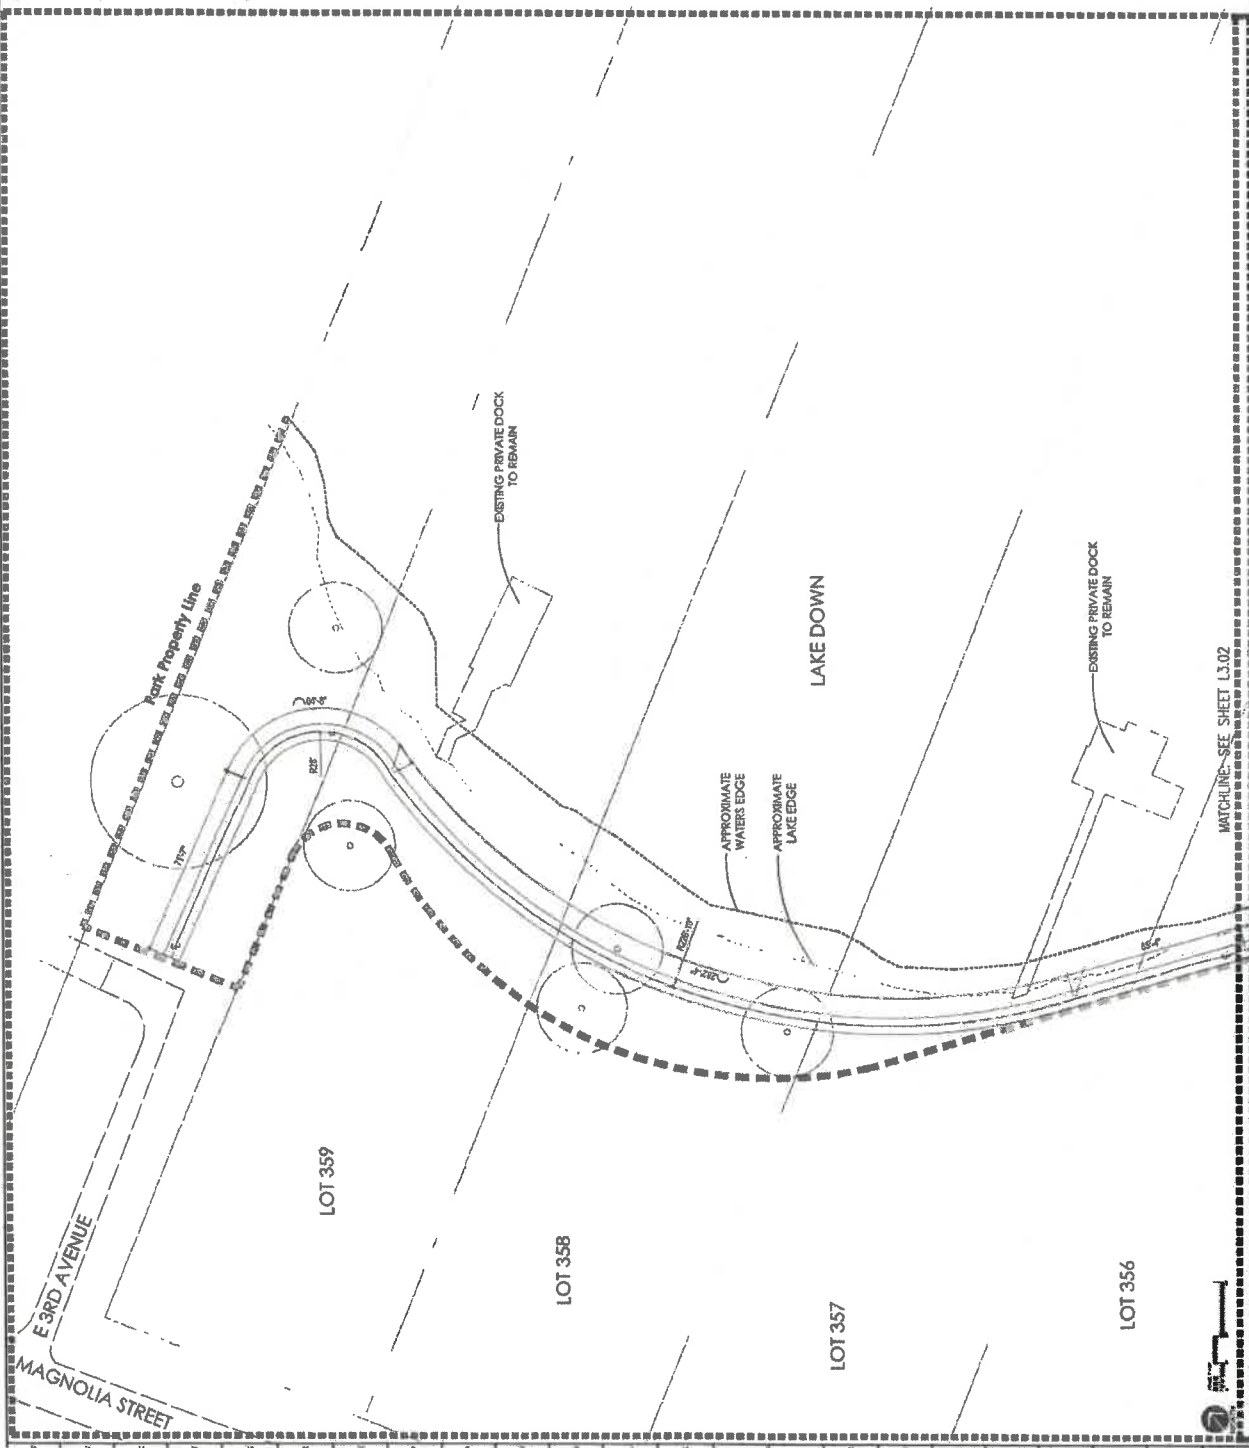 Park Property Line
EXISTING PRIVATE DOCK
TO REMAIN
LAKE DOWN
EXISTING PRIVATE DOCK
TO REMAIN
MATCHLINE: SEE SHEET L3.02
APPROXIMATE
WATERS EDGE
APPROXIMATE
LAKE EDGE
LOT 359
LOT 358
LOT 357
LOT 356
E 3RD AVENUE
MAGNOLIA STREET